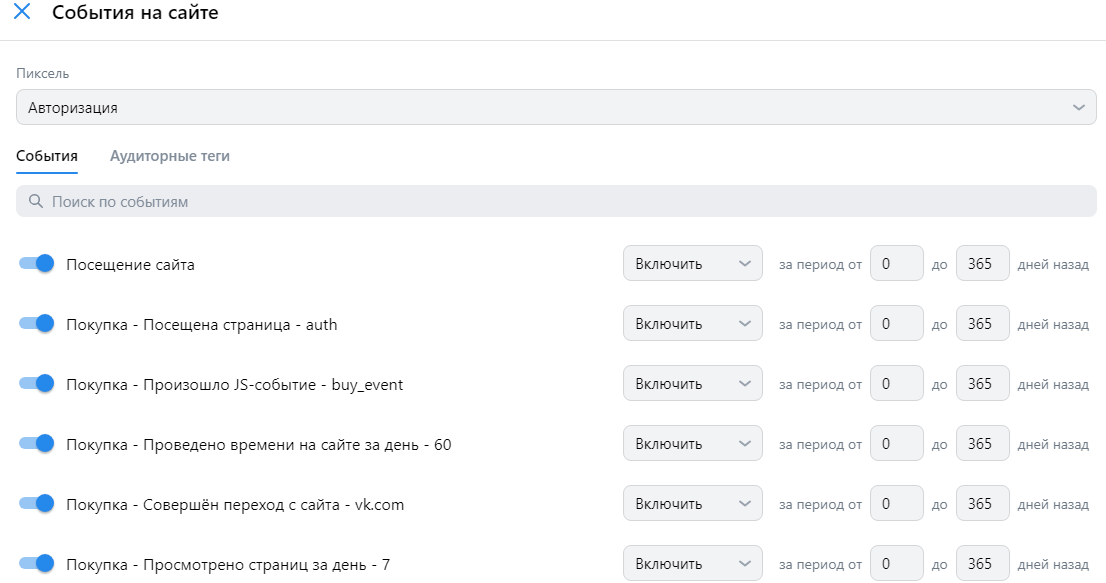 События на сайте
Пиксель
Авторизация
События Аудиторные теги
Поиск по событиям
Посещение сайта Включить за период от 0 до 365 дней назад
Покупка - Посещена страница - auth Включить за период от 0 до 365 дней назад
Покупка - Произошло JS-событие - buy_event Включить за период от 0 до 365 дней назад
Покупка - Проведено времени на сайте за день - 60 Включить за период от 0 до 365 дней назад
Покупка - Совершён переход с сайта - vk.com Включить за период от 0 до 365 дней назад
Покупка - Просмотрено страниц за день - 7 Включить за период от 0 до 365 дней назад